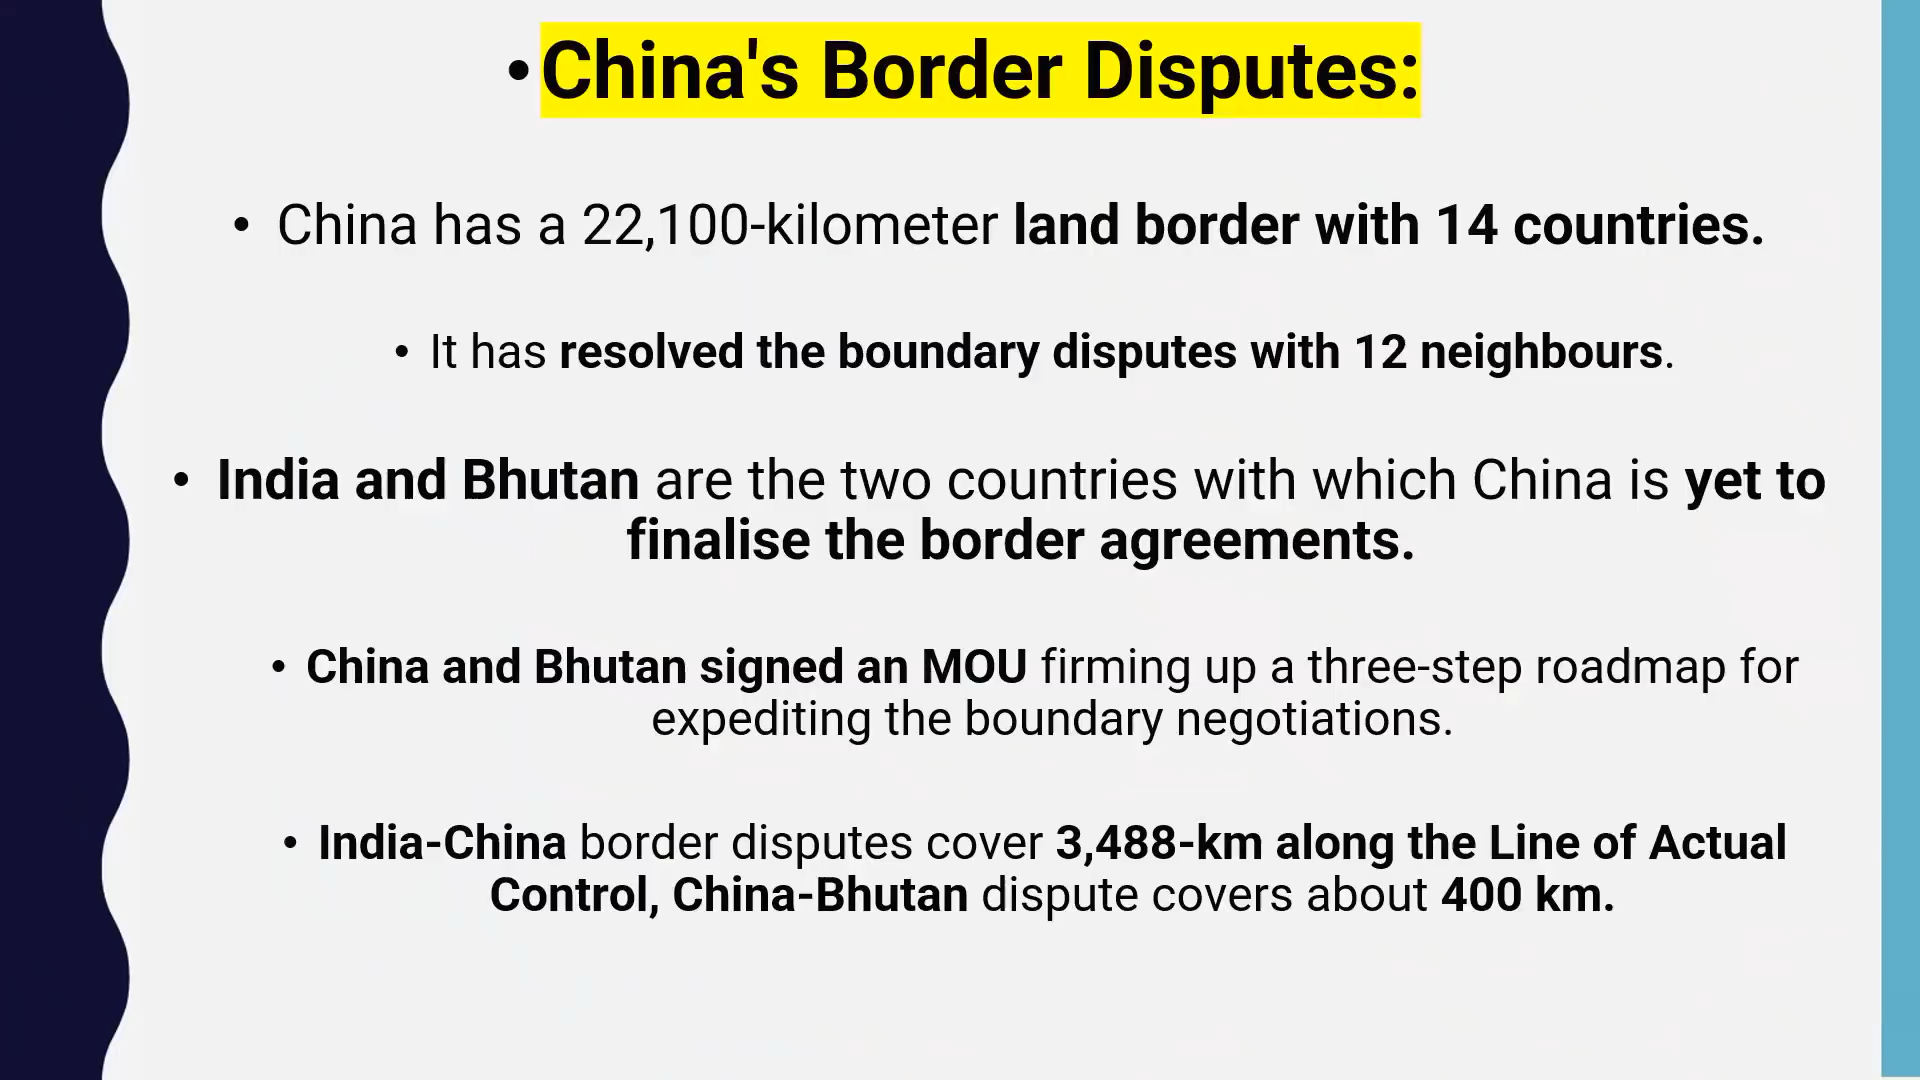 •China's Border Disputes:
• China has a 22,100-kilometer land border with 14 countries.
• It has resolved the boundary disputes with 12 neighbours.
• India and Bhutan are the two countries with which China is yet to
finalise the border agreements.
• China and Bhutan signed an MOU firming up a three-step roadmap for
expediting the boundary negotiations.
• India-China border disputes cover 3,488-km along the Line of Actual
Control, China-Bhutan dispute covers about 400 km.